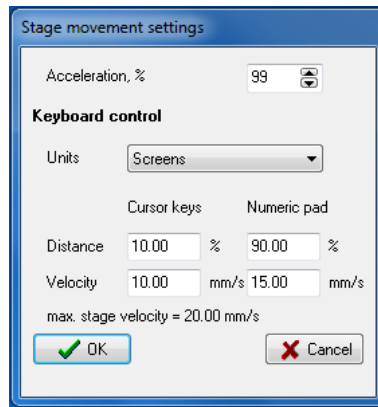 Stage movement settings
Acceleration, % 99
Keyboard control
Units Screens
Cursor keys Numeric pad
Distance 10.00 % 90.00 %
Velocity 10.00 mm/s 15.00 mm/s
max. stage velocity = 20.00 mm/s
OK Cancel